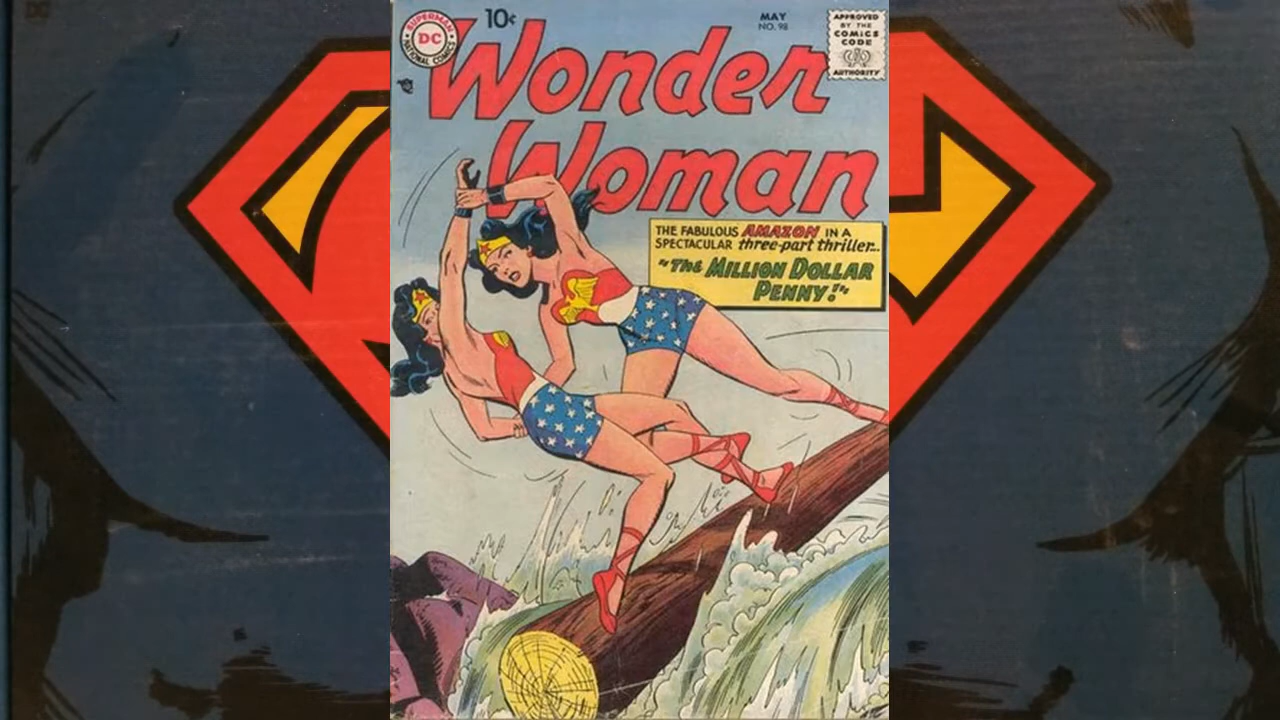 DC
SUPERMAN
DC
NATIONAL COMICS
10¢
MAY
NO. 98
APPROVED
BY THE
COMICS
CODE
AUTHORITY
Wonder
Woman
THE FABULOUS AMAZON IN A
SPECTACULAR three-part thriller...
"The MILLION DOLLAR
PENNY!"